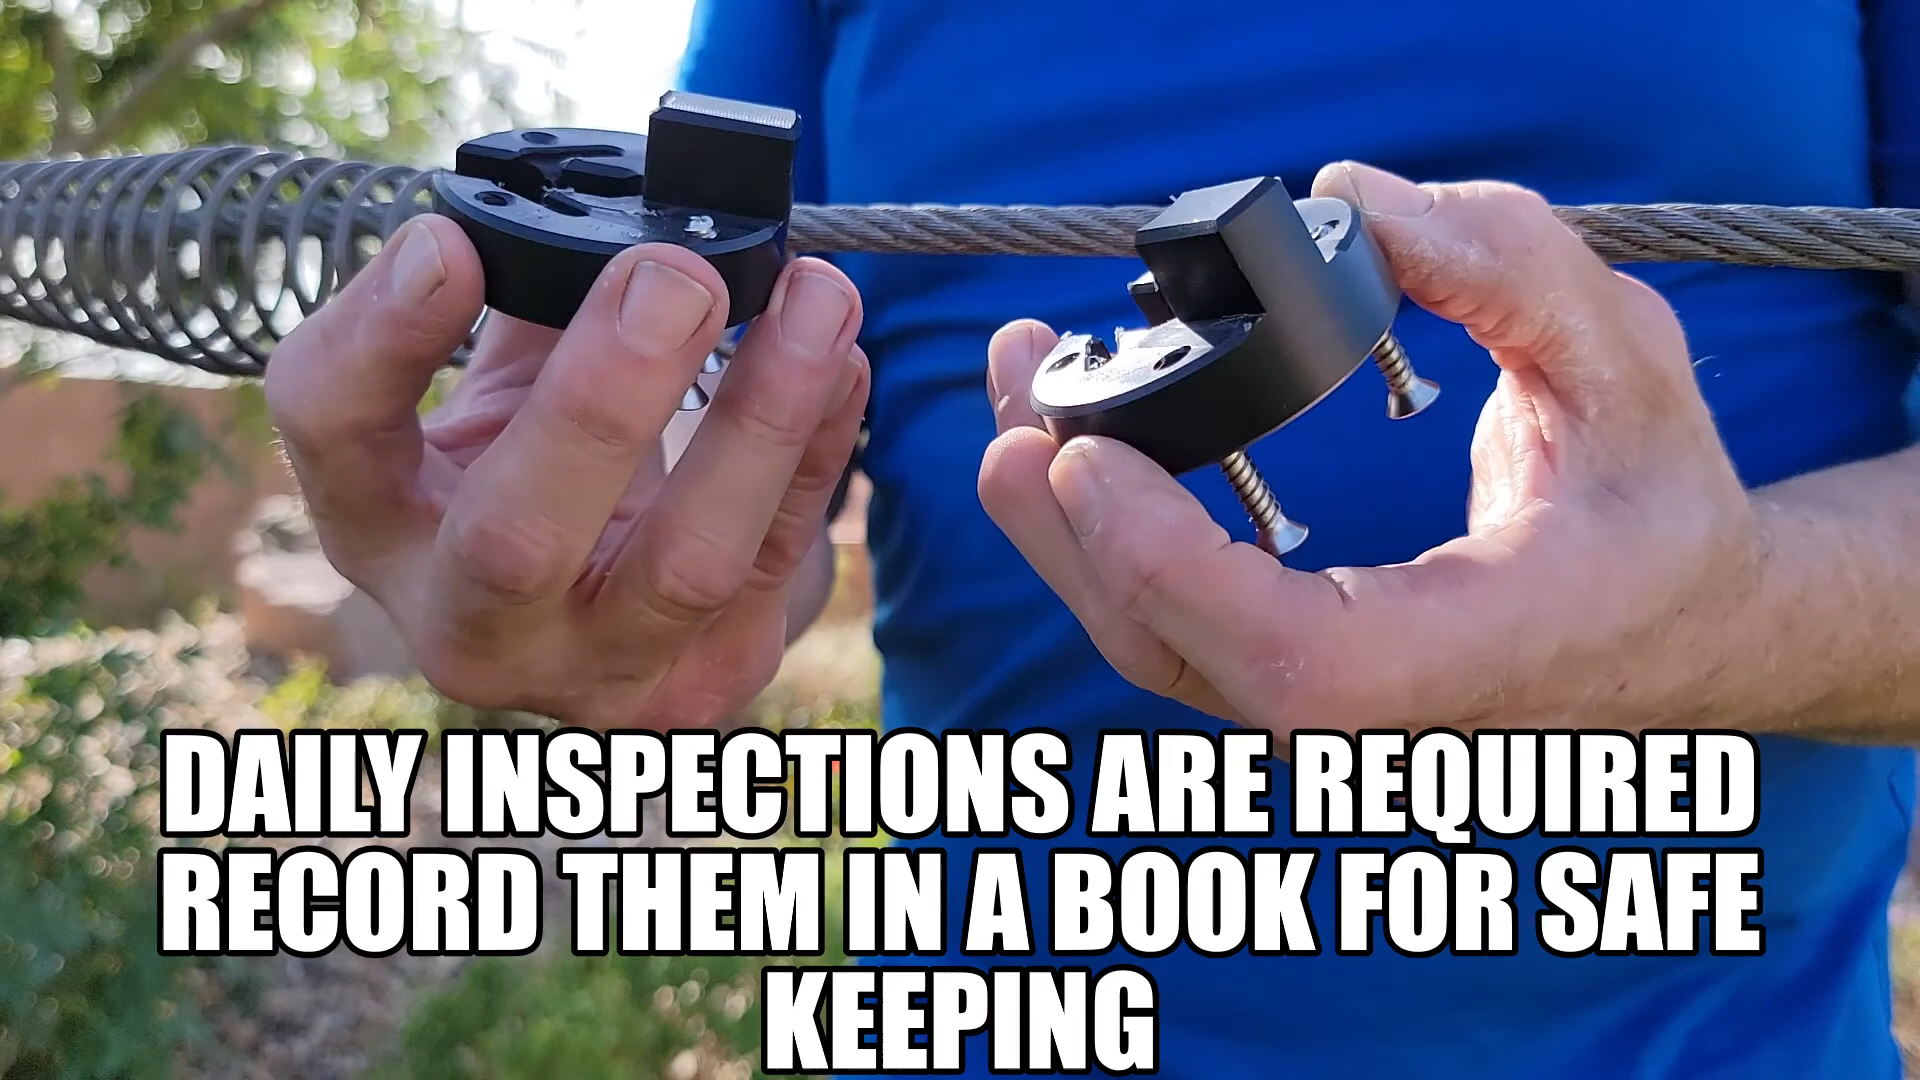 DAILY INSPECTIONS ARE REQUIRED
RECORD THEM IN A BOOK FOR SAFE
KEEPING